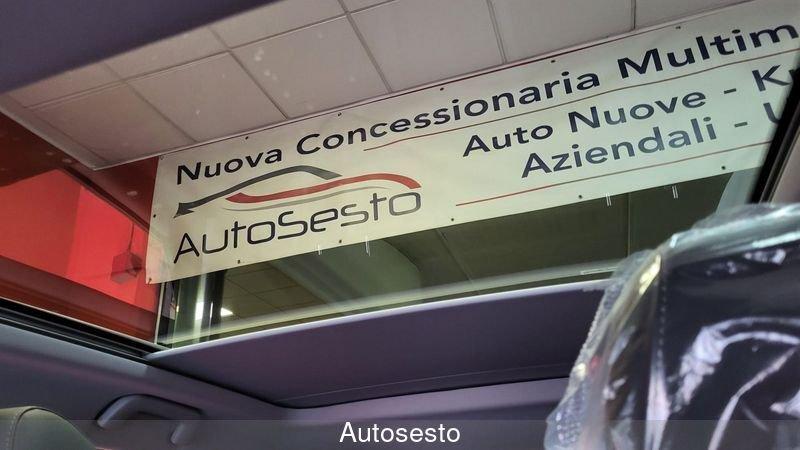 Nuova Concessionaria Multim
Auto Nuove - K
Aziendali -
AutoSesto
Autosesto